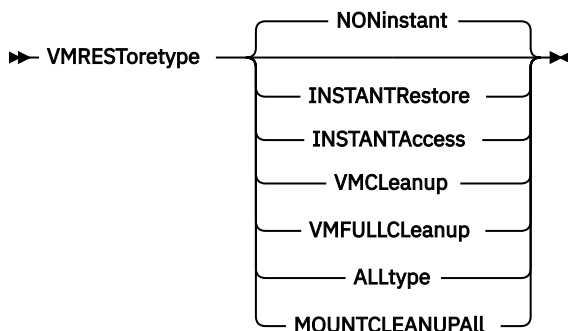 NONinstant
VMRESToretype
INSTANTRestore
INSTANTAccess
VMCLeanup
VMFULLCLeanup
ALLtype
MOUNTCLEANUPAll